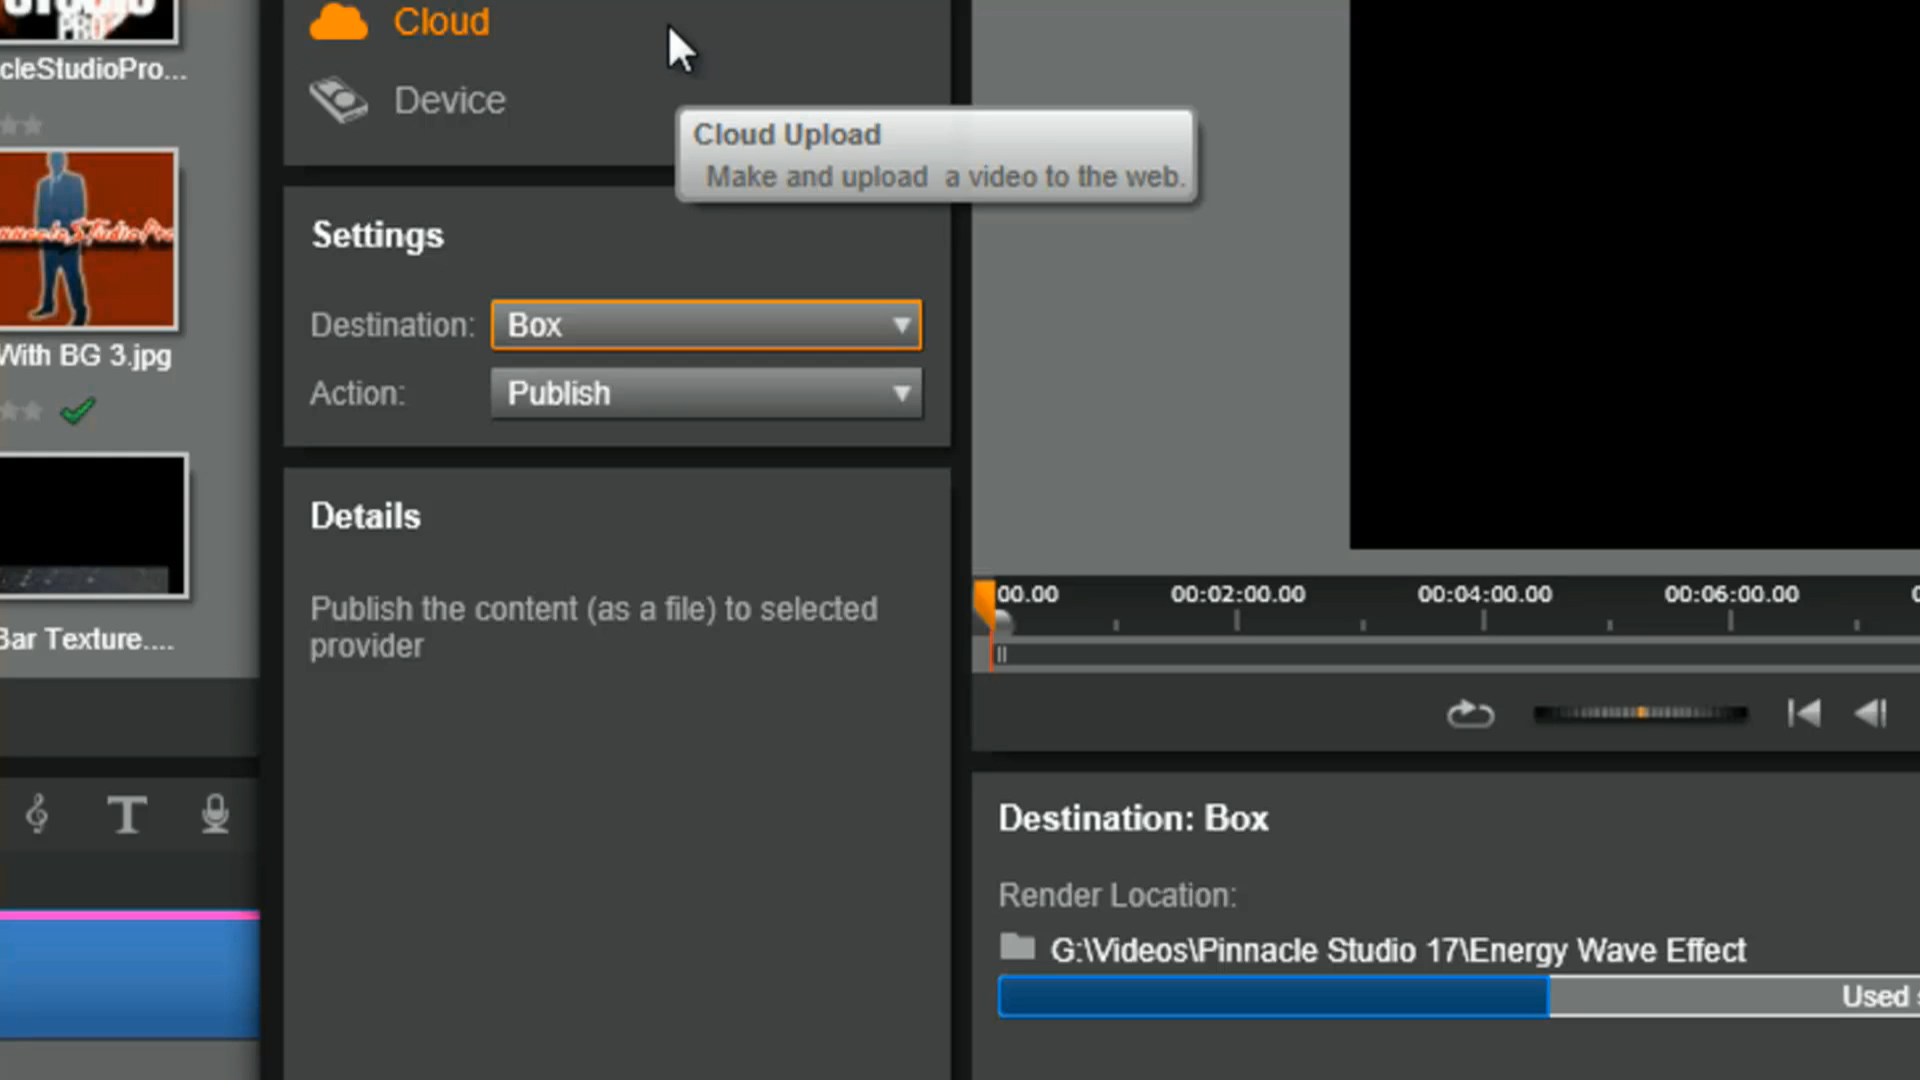 PRO
cleStudioPro...
With BG 3.jpg
Bar Texture....
Cloud
Device
Cloud Upload
Make and upload a video to the web.
Settings
Destination: Box
Action: Publish
Details
Publish the content (as a file) to selected
provider
00.00 00:02:00.00 00:04:00.00 00:06:00.00
T
Destination: Box
Render Location:
G:\Videos\Pinnacle Studio 17\Energy Wave Effect
Used